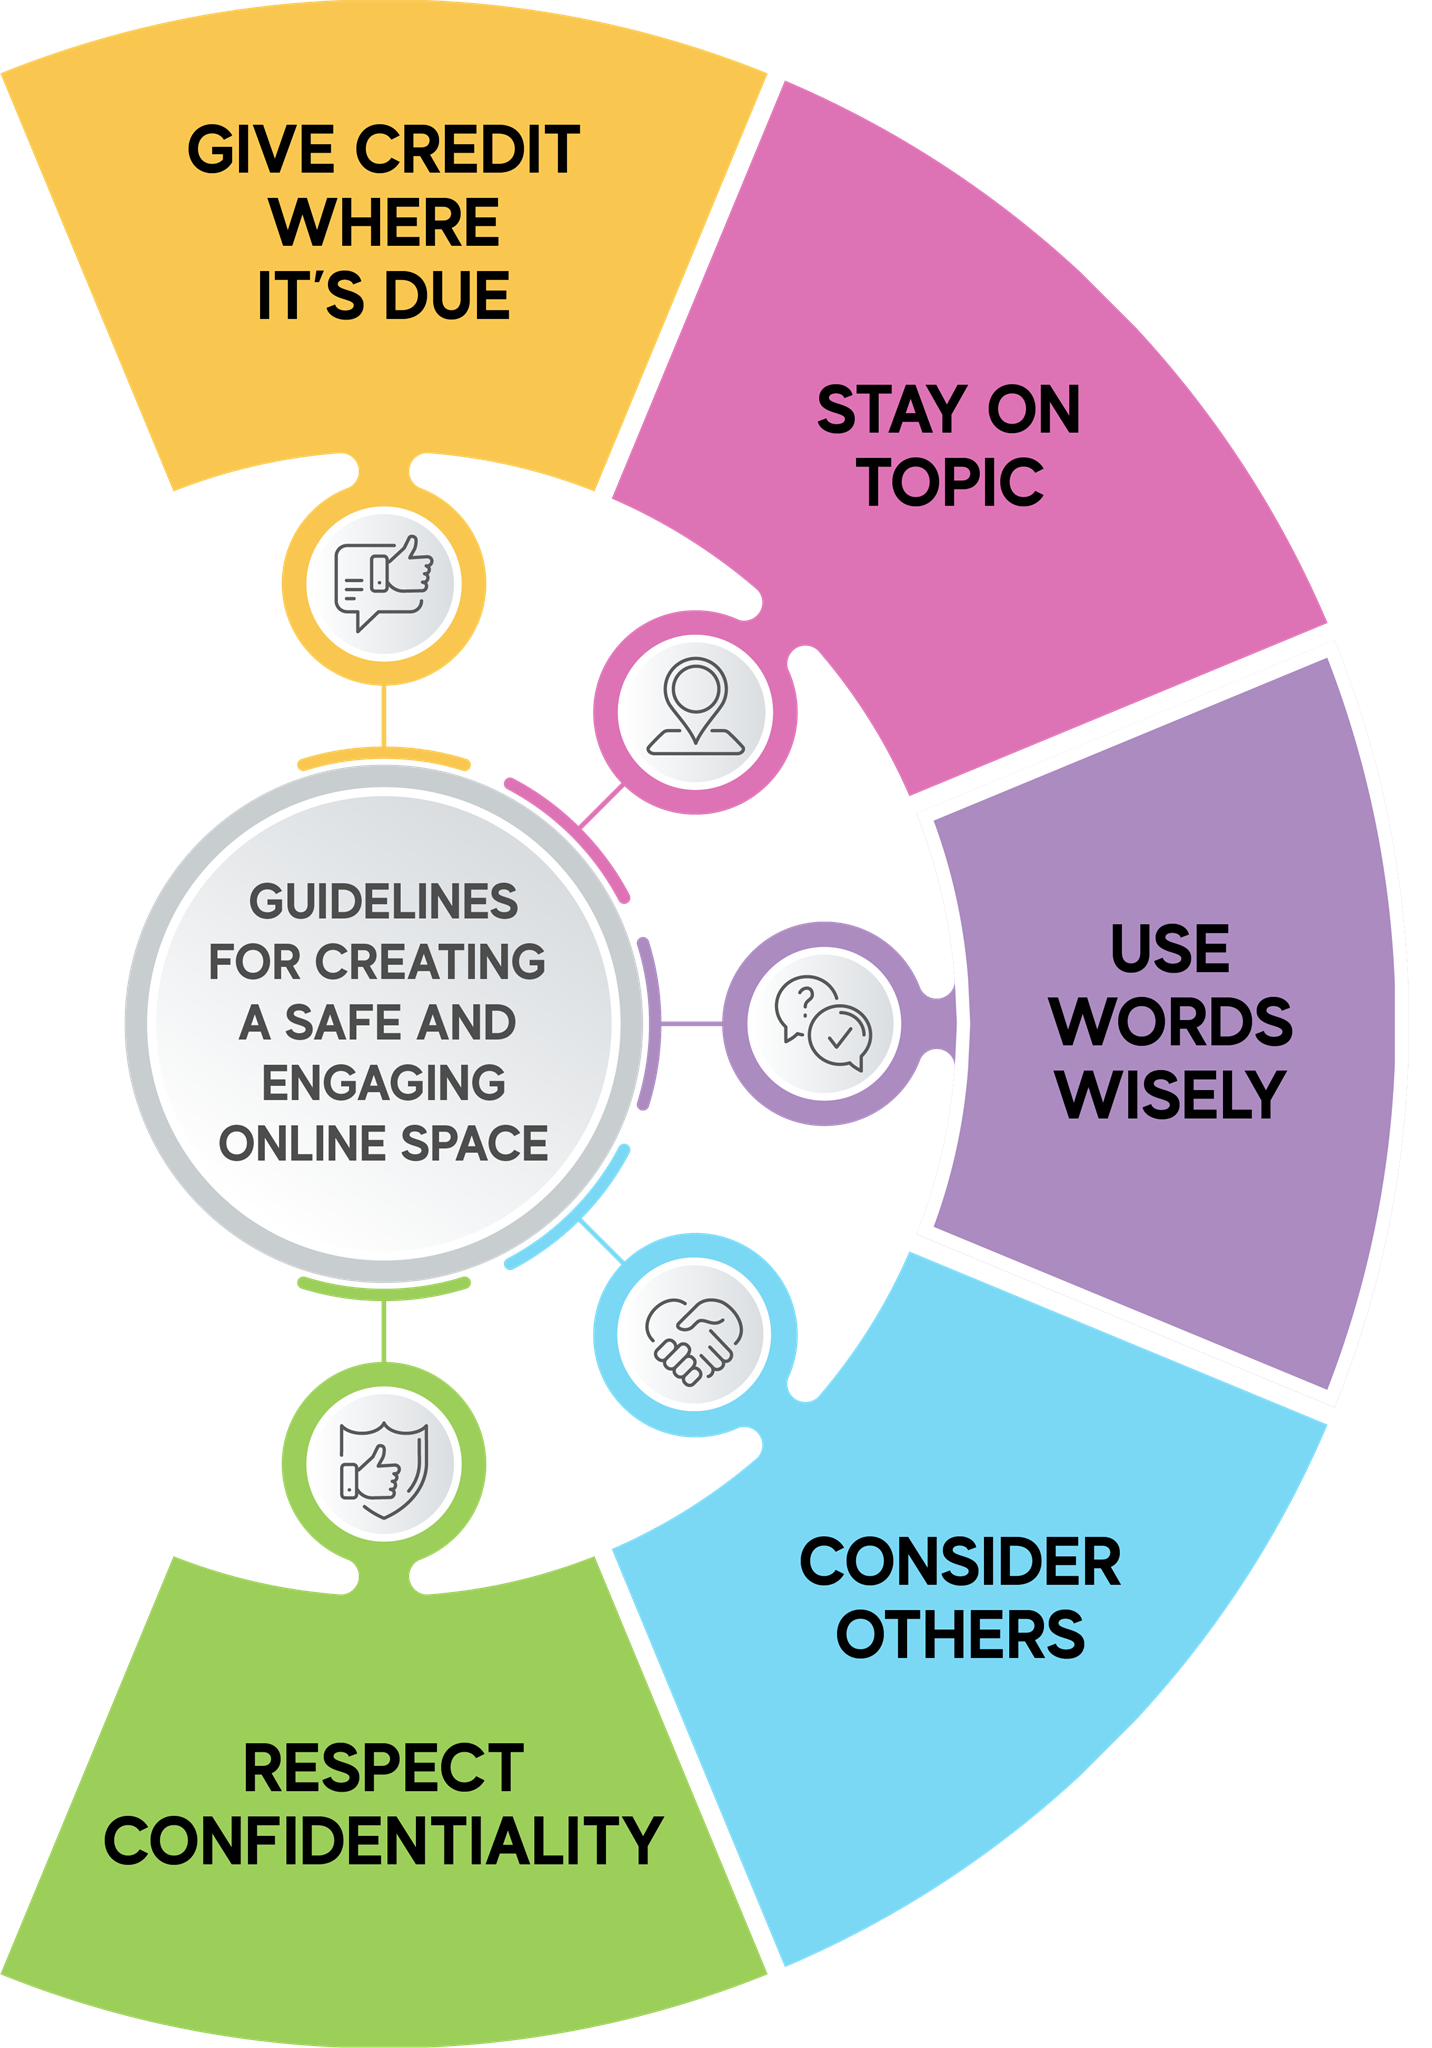 GIVE CREDIT
WHERE
IT'S DUE
STAY ON
TOPIC
GUIDELINES
FOR CREATING
A SAFE AND
ENGAGING
ONLINE SPACE
USE
WORDS
WISELY
CONSIDER
OTHERS
RESPECT
CONFIDENTIALITY